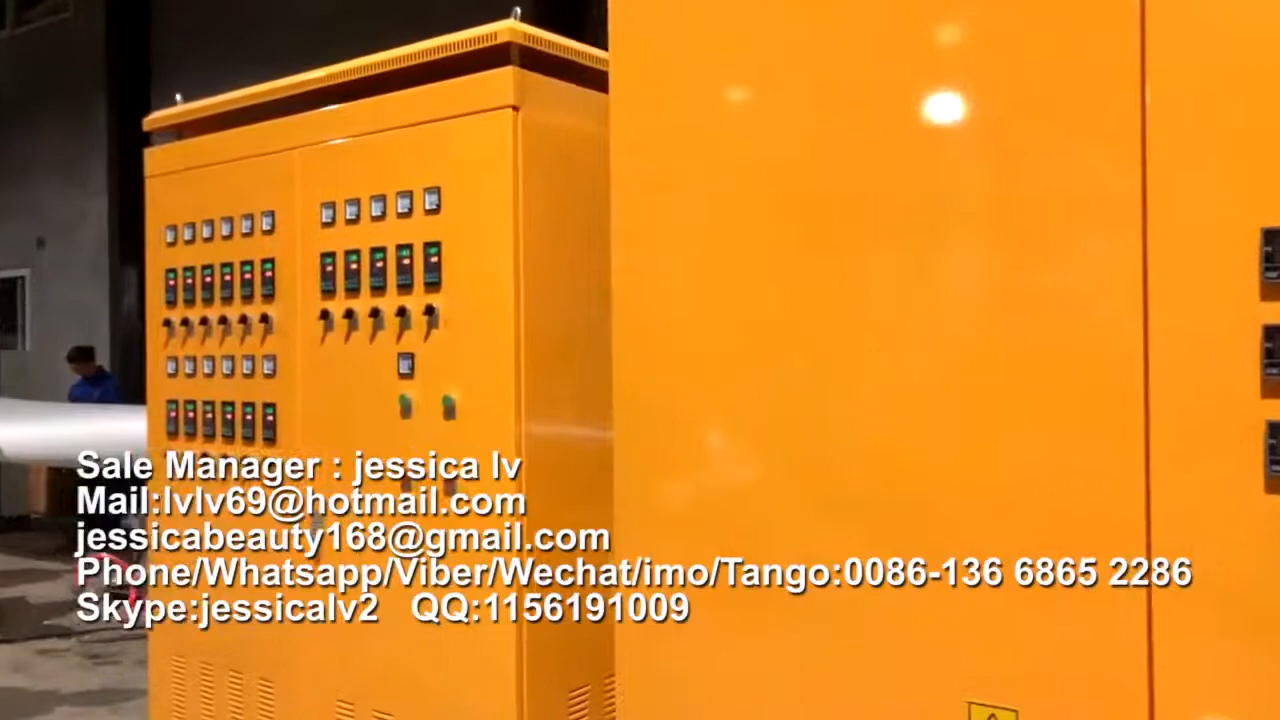 Sale Manager : jessica lv
Mail:lvlv69@hotmail.com
jessicabeauty168@gmail.com
Phone/Whatsapp/Viber/Wechat/imo/Tango:0086-136 6865 2286
Skype:jessicalv2 QQ:1156191009